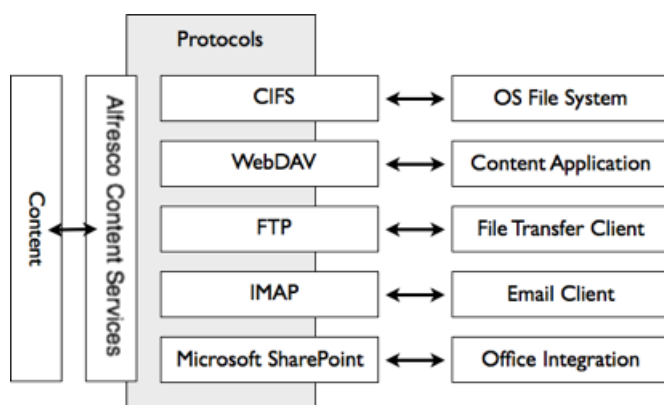 Protocols
Content
Alfresco Content Services
CIFS
OS File System
WebDAV
Content Application
FTP
File Transfer Client
IMAP
Email Client
Microsoft SharePoint
Office Integration